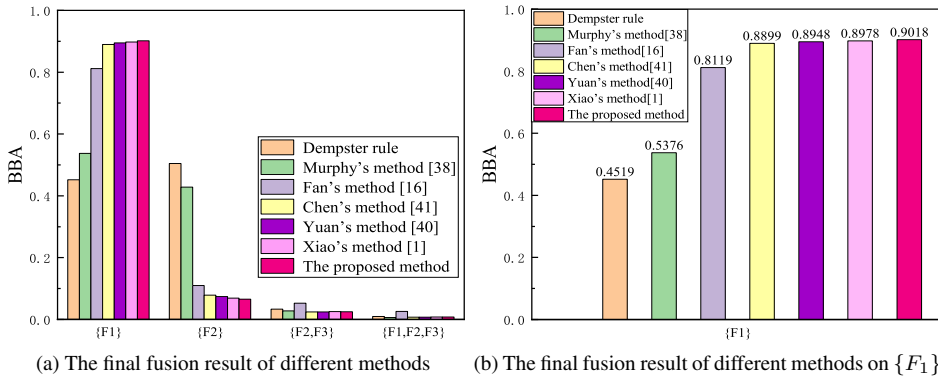 1.0
0.8
0.6
0.4
0.2
0.0
BBA
Dempster rule
Murphy's method [38]
Fan's method [16]
Chen's method [41]
Yuan's method [40]
Xiao's method [1]
The proposed method
{F1}
{F2}
{F2,F3}
{F1,F2,F3}
(a) The final fusion result of different methods
1.0
0.8
0.6
0.4
0.2
0.0
BBA
Dempster rule
Murphy's method[38]
Fan's method[16]
Chen's method[41]
Yuan's method[40]
Xiao's method[1]
The proposed method
0.4519
0.5376
0.8119
0.8899
0.8948
0.8978
0.9018
{F1}
(b) The final fusion result of different methods on {F₁}